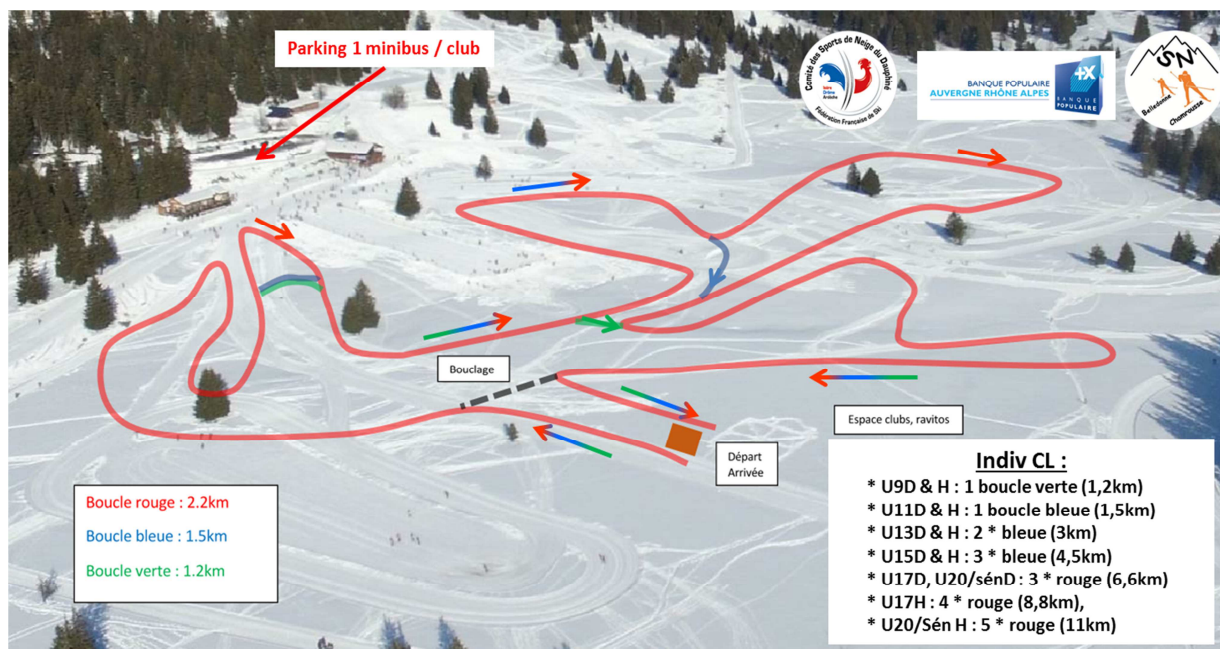 Parking 1 minibus / club
Comité des Sports de Neige du Dauphiné
Isère
Drôme
Ardèche
Fédération Française de Ski
BANQUE POPULAIRE
AUVERGNE RHÔNE ALPES
+X
BANQUE
POPULAIRE
SN
Belledonne
Chamrousse
Bouclage
Espace clubs, ravitos
Départ
Arrivée
Boucle rouge : 2.2km
Boucle bleue : 1.5km
Boucle verte : 1.2km
Indiv CL :
* U9D & H : 1 boucle verte (1,2km)
* U11D & H : 1 boucle bleue (1,5km)
* U13D & H : 2 * bleue (3km)
* U15D & H : 3 * bleue (4,5km)
* U17D, U20/sénD : 3 * rouge (6,6km)
* U17H : 4 * rouge (8,8km),
* U20/Sén H : 5 * rouge (11km)